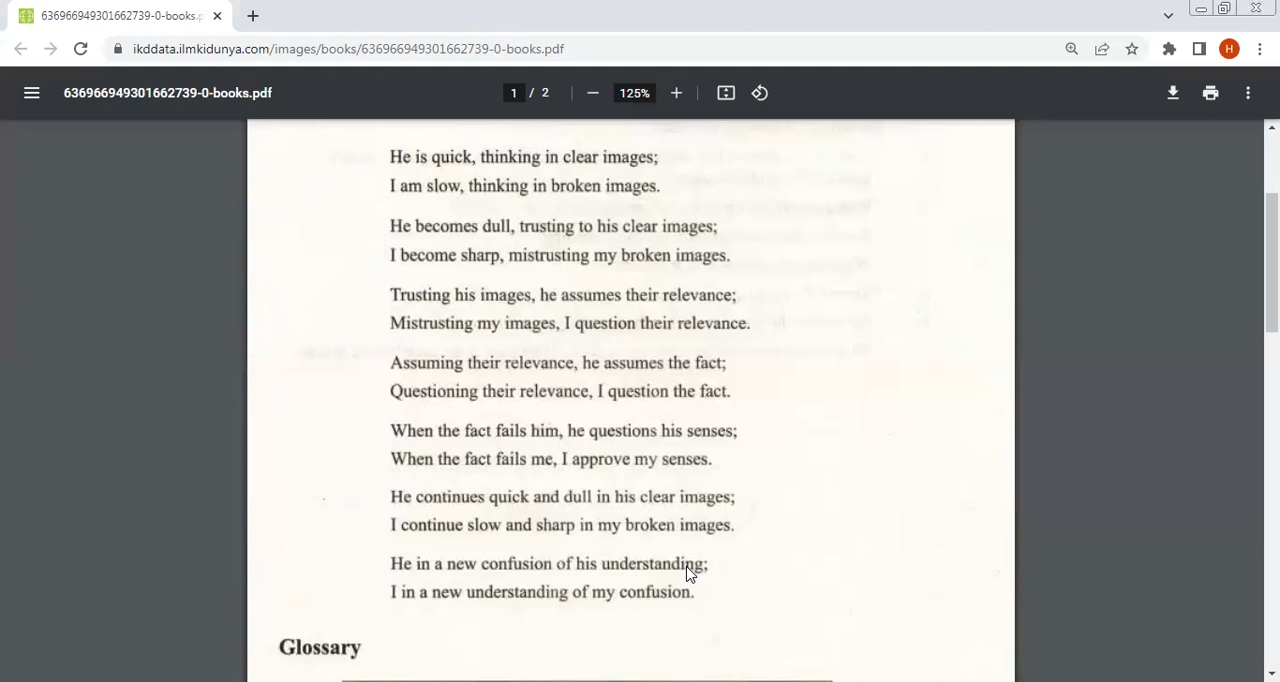 636966949301662739-0-books.p
ikddata.ilmkidunya.com/images/books/636966949301662739-0-books.pdf
H
636966949301662739-0-books.pdf
1 / 2
125%
He is quick, thinking in clear images;
I am slow, thinking in broken images.
He becomes dull, trusting to his clear images;
I become sharp, mistrusting my broken images.
Trusting his images, he assumes their relevance;
Mistrusting my images, I question their relevance.
Assuming their relevance, he assumes the fact;
Questioning their relevance, I question the fact.
When the fact fails him, he questions his senses;
When the fact fails me, I approve my senses.
He continues quick and dull in his clear images;
I continue slow and sharp in my broken images.
He in a new confusion of his understanding;
I in a new understanding of my confusion.
Glossary